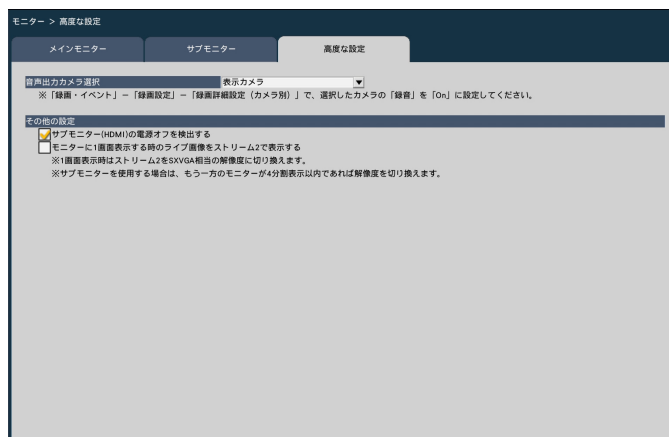 モニター > 高度な設定
メインモニター サブモニター 高度な設定
音声出力カメラ選択 表示カメラ
※「録画・イベント」－「録画設定」－「録画詳細設定（カメラ別）」で、選択したカメラの「録音」を「On」に設定してください。
その他の設定
サブモニター(HDMI)の電源オフを検出する
モニターに1画面表示する時のライブ画像をストリーム2で表示する
※1画面表示時はストリーム2をSXVGA相当の解像度に切り換えます。
※サブモニターを使用する場合は、もう一方のモニターが4分割表示以内であれば解像度を切り換えます。